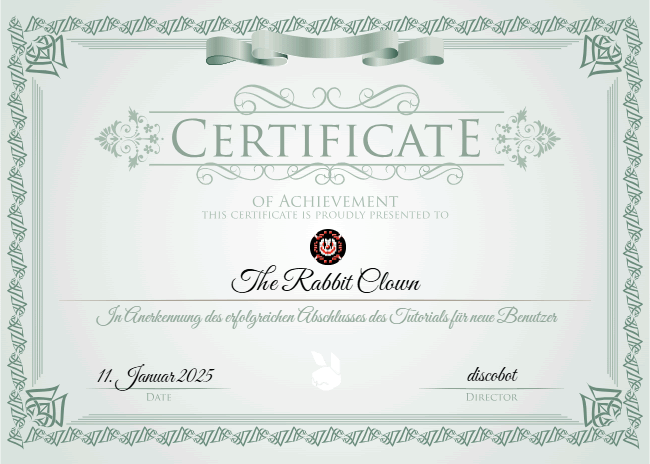 CERTIFICATE
OF ACHIEVEMENT
THIS CERTIFICATE IS PROUDLY PRESENTED TO
The Rabbit Clown
In Anerkennung des erfolgreichen Abschlusses des Tutorials für neue Benutzer
11. Januar 2025
discobot
DATE
DIRECTOR